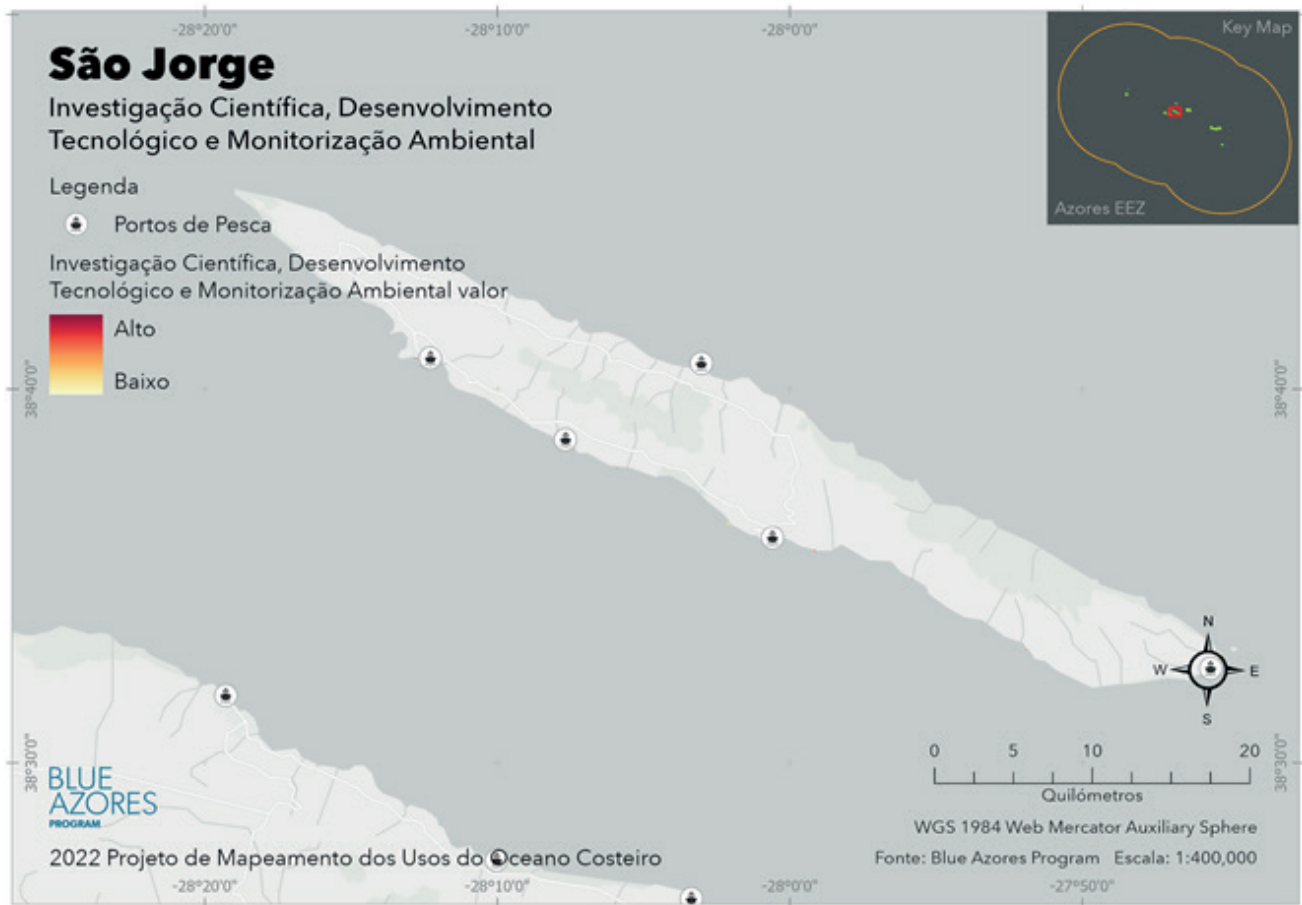 -28°20'0"
-28°10'0"
-28°0'0"
Key Map
São Jorge
Investigação Científica, Desenvolvimento
Tecnológico e Monitorização Ambiental
Legenda
Portos de Pesca
Azores EEZ
Investigação Científica, Desenvolvimento
Tecnológico e Monitorização Ambiental valor
Alto
Baixo
38°40'0"
38°40'0"
N
W
E
S
38°30'0"
38°30'0"
0
5
10
20
Quilómetros
BLUE
AZORES
PROGRAM
WGS 1984 Web Mercator Auxiliary Sphere
2022 Projeto de Mapeamento dos Usos do Oceano Costeiro
Fonte: Blue Azores Program Escala: 1:400,000
-28°20'0"
-28°10'0"
-28°0'0"
-27°50'0"